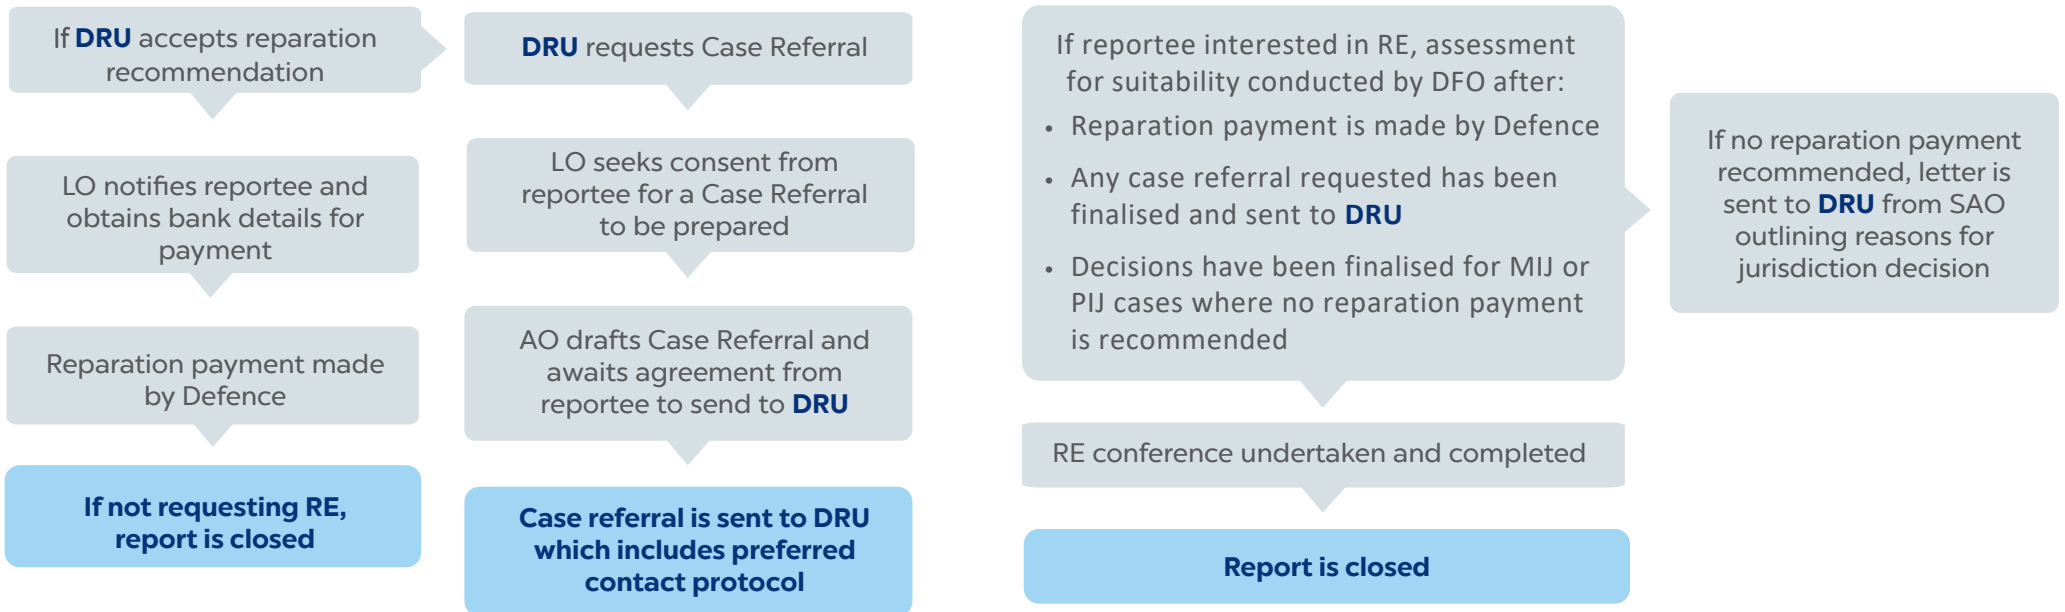 If DRU accepts reparation
recommendation
LO notifies reportee and
obtains bank details for
payment
Reparation payment made
by Defence
If not requesting RE,
report is closed
DRU requests Case Referral
LO seeks consent from
reportee for a Case Referral
to be prepared
AO drafts Case Referral and
awaits agreement from
reportee to send to DRU
Case referral is sent to DRU
which includes preferred
contact protocol
If reportee interested in RE, assessment
for suitability conducted by DFO after:
• Reparation payment is made by Defence
• Any case referral requested has been
finalised and sent to DRU
• Decisions have been finalised for MIJ or
PIJ cases where no reparation payment
is recommended
RE conference undertaken and completed
Report is closed
If no reparation payment
recommended, letter is
sent to DRU from SAO
outlining reasons for
jurisdiction decision